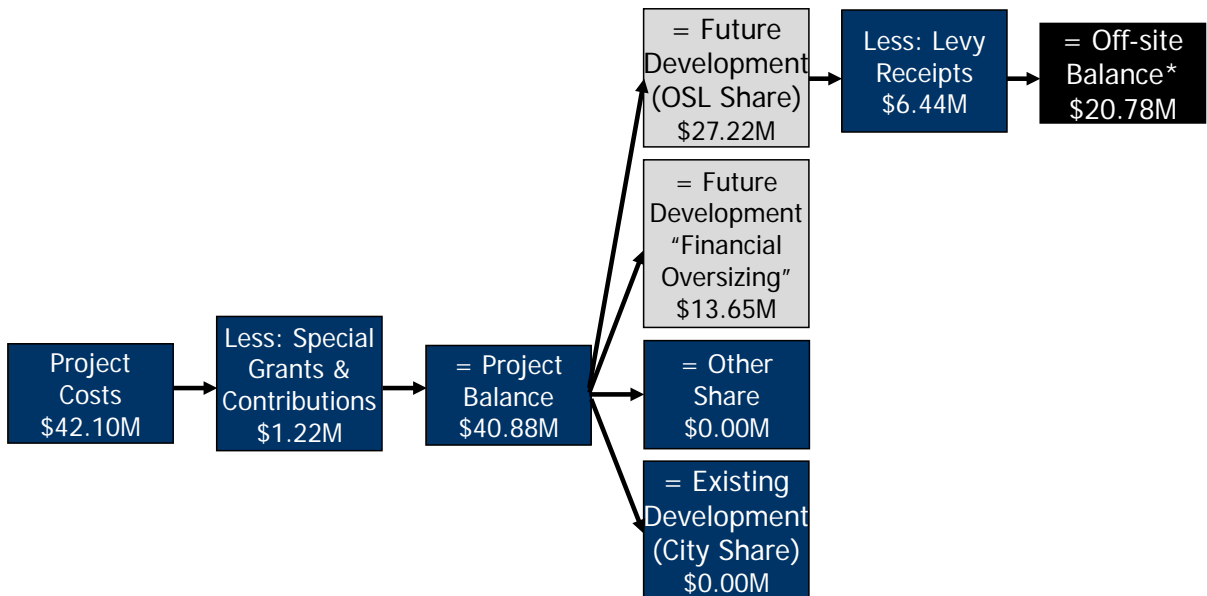 Project
Costs
$42.10M
Less: Special
Grants &
Contributions
$1.22M
= Project
Balance
$40.88M
= Future
Development
(OSL Share)
$27.22M
Less: Levy
Receipts
$6.44M
= Off-site
Balance*
$20.78M
= Future
Development
“Financial
Oversizing”
$13.65M
= Other
Share
$0.00M
= Existing
Development
(City Share)
$0.00M